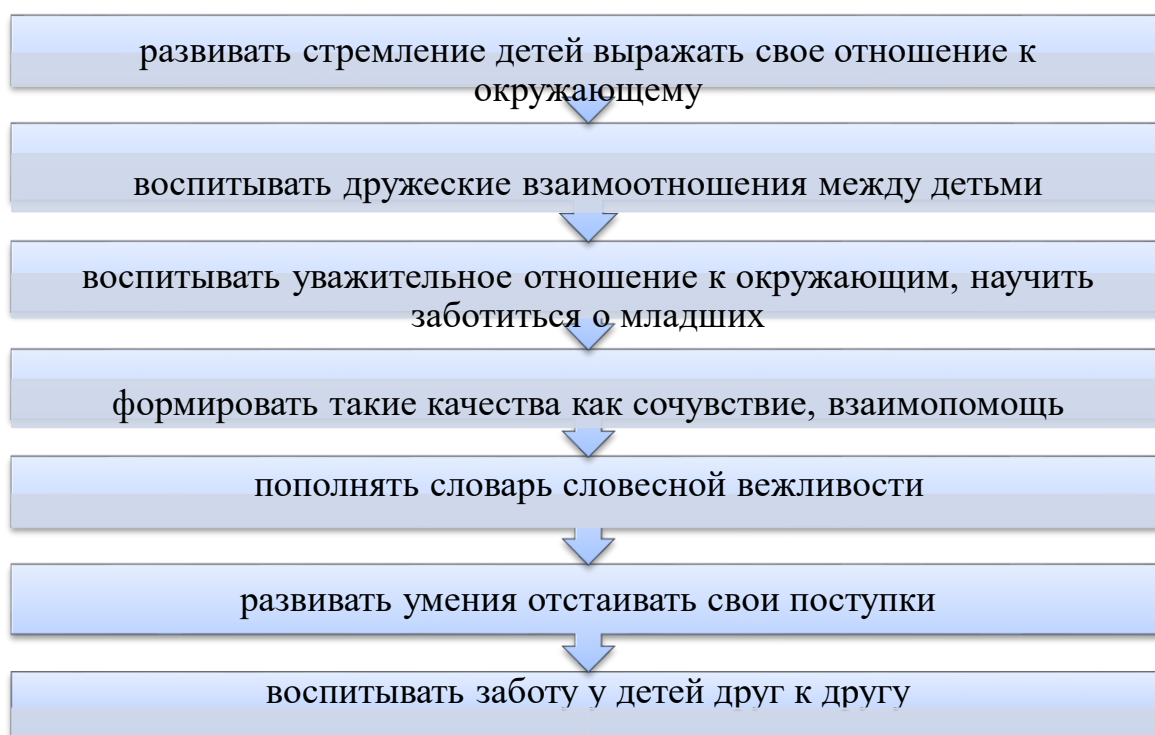 развивать стремление детей выражать свое отношение к
окружающему
воспитывать дружеские взаимоотношения между детьми
воспитывать уважительное отношение к окружающим, научить
заботиться о младших
формировать такие качества как сочувствие, взаимопомощь
пополнять словарь словесной вежливости
развивать умения отстаивать свои поступки
воспитывать заботу у детей друг к другу